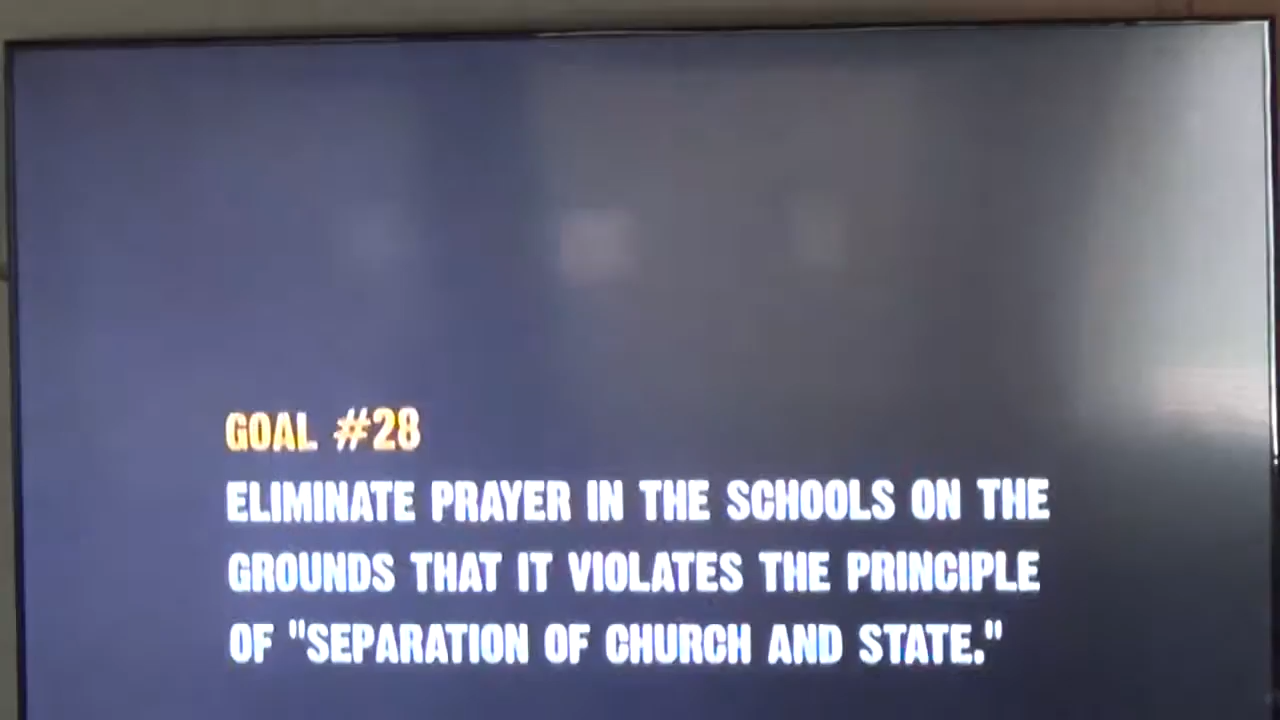 GOAL #28
ELIMINATE PRAYER IN THE SCHOOLS ON THE
GROUNDS THAT IT VIOLATES THE PRINCIPLE
OF "SEPARATION OF CHURCH AND STATE."